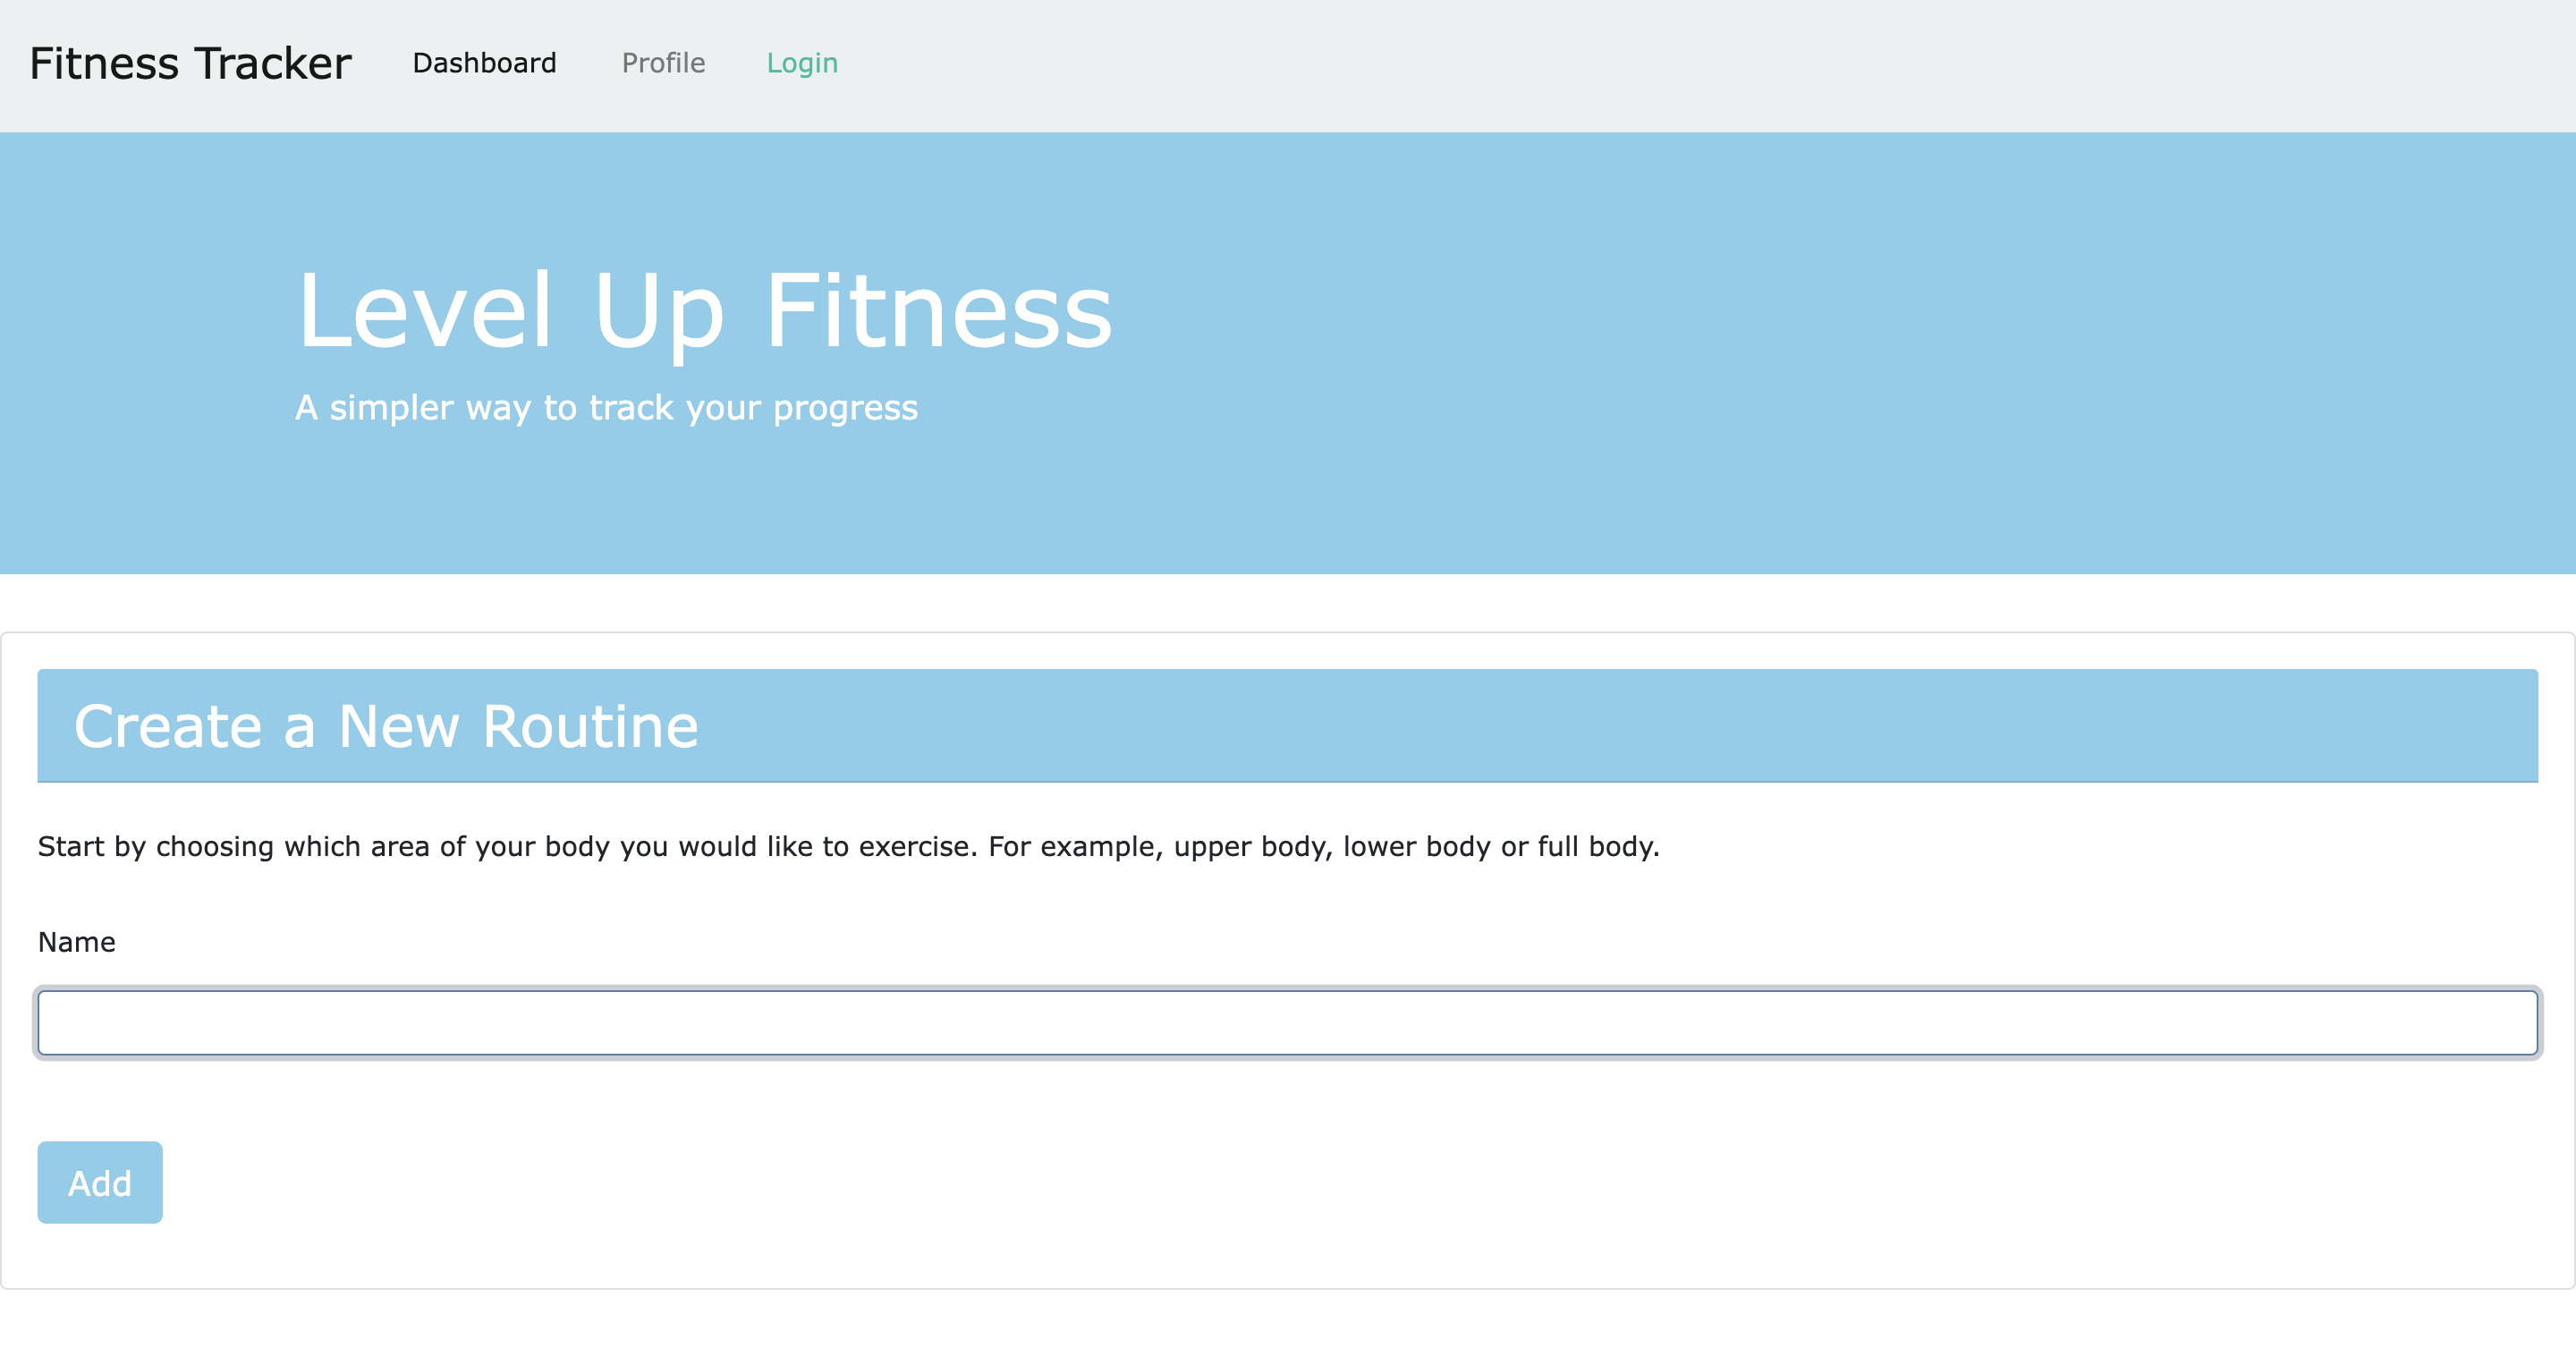 Fitness Tracker Dashboard Profile Login
Level Up Fitness
A simpler way to track your progress
Create a New Routine
Start by choosing which area of your body you would like to exercise. For example, upper body, lower body or full body.
Name
Add